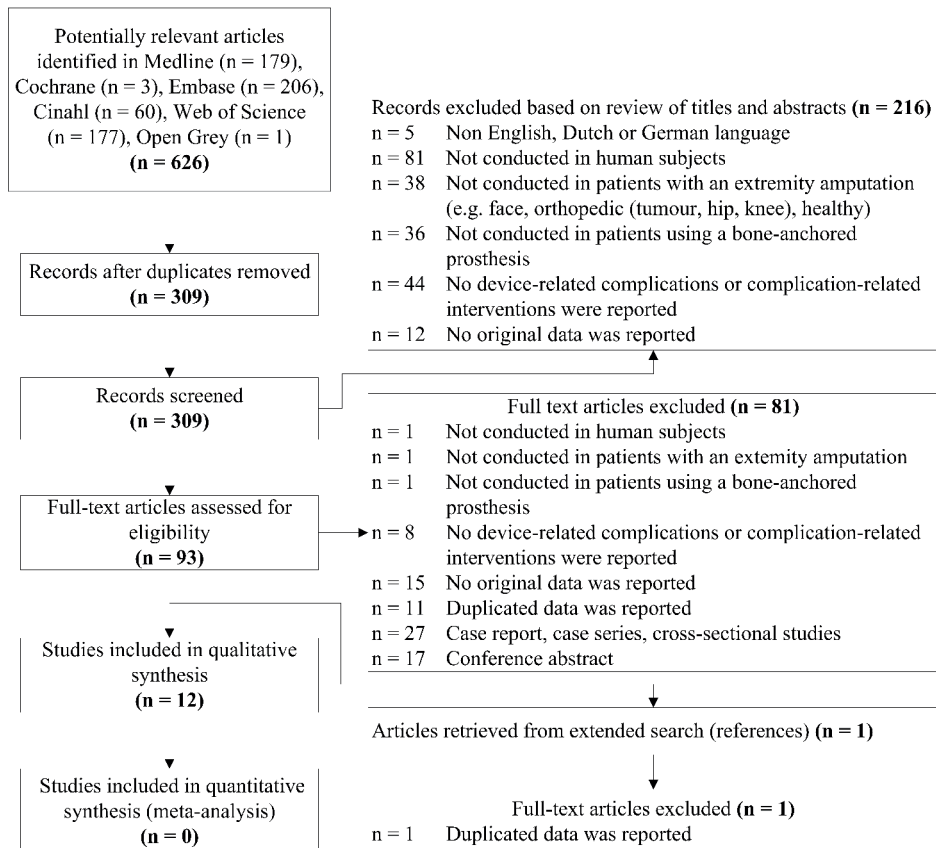 Potentially relevant articles
identified in Medline (n = 179),
Cochrane (n = 3), Embase (n = 206),
Cinahl (n = 60), Web of Science
(n = 177), Open Grey (n = 1)
(n = 626)
Records after duplicates removed
(n = 309)
Records screened
(n = 309)
Full-text articles assessed for
eligibility
(n = 93)
Studies included in qualitative
synthesis
(n = 12)
Studies included in quantitative
synthesis (meta-analysis)
(n = 0)
Records excluded based on review of titles and abstracts (n = 216)
n = 5 Non English, Dutch or German language
n = 81 Not conducted in human subjects
n = 38 Not conducted in patients with an extremity amputation
(e.g. face, orthopedic (tumour, hip, knee), healthy)
n = 36 Not conducted in patients using a bone-anchored
prosthesis
n = 44 No device-related complications or complication-related
interventions were reported
n = 12 No original data was reported
Full text articles excluded (n = 81)
n = 1 Not conducted in human subjects
n = 1 Not conducted in patients with an extemity amputation
n = 1 Not conducted in patients using a bone-anchored
prosthesis
n = 8 No device-related complications or complication-related
interventions were reported
n = 15 No original data was reported
n = 11 Duplicated data was reported
n = 27 Case report, case series, cross-sectional studies
n = 17 Conference abstract
Articles retrieved from extended search (references) (n = 1)
Full-text articles excluded (n = 1)
n = 1 Duplicated data was reported